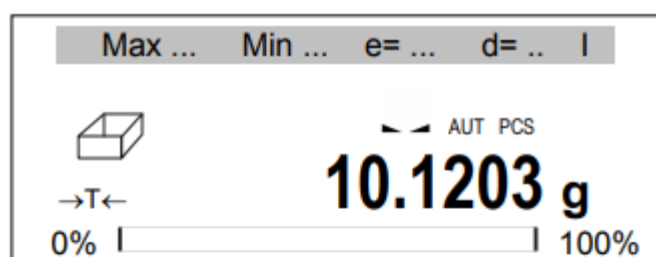 Max ... Min ... e= ... d= .. I
AUT PCS
→T← 10.1203 g
0% 100%